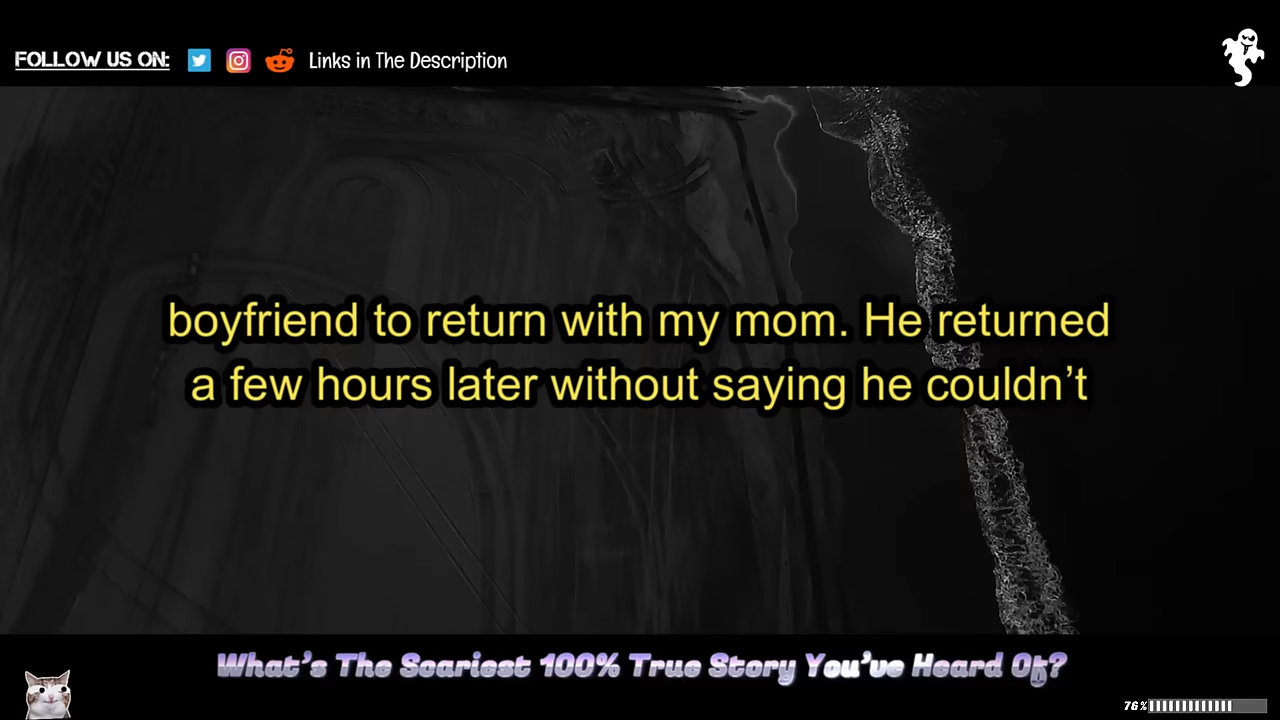 FOLLOW US ON: Links in The Description
boyfriend to return with my mom. He returned
a few hours later without saying he couldn’t
What’s The Scariest 100% True Story You’ve Heard Of?
76%